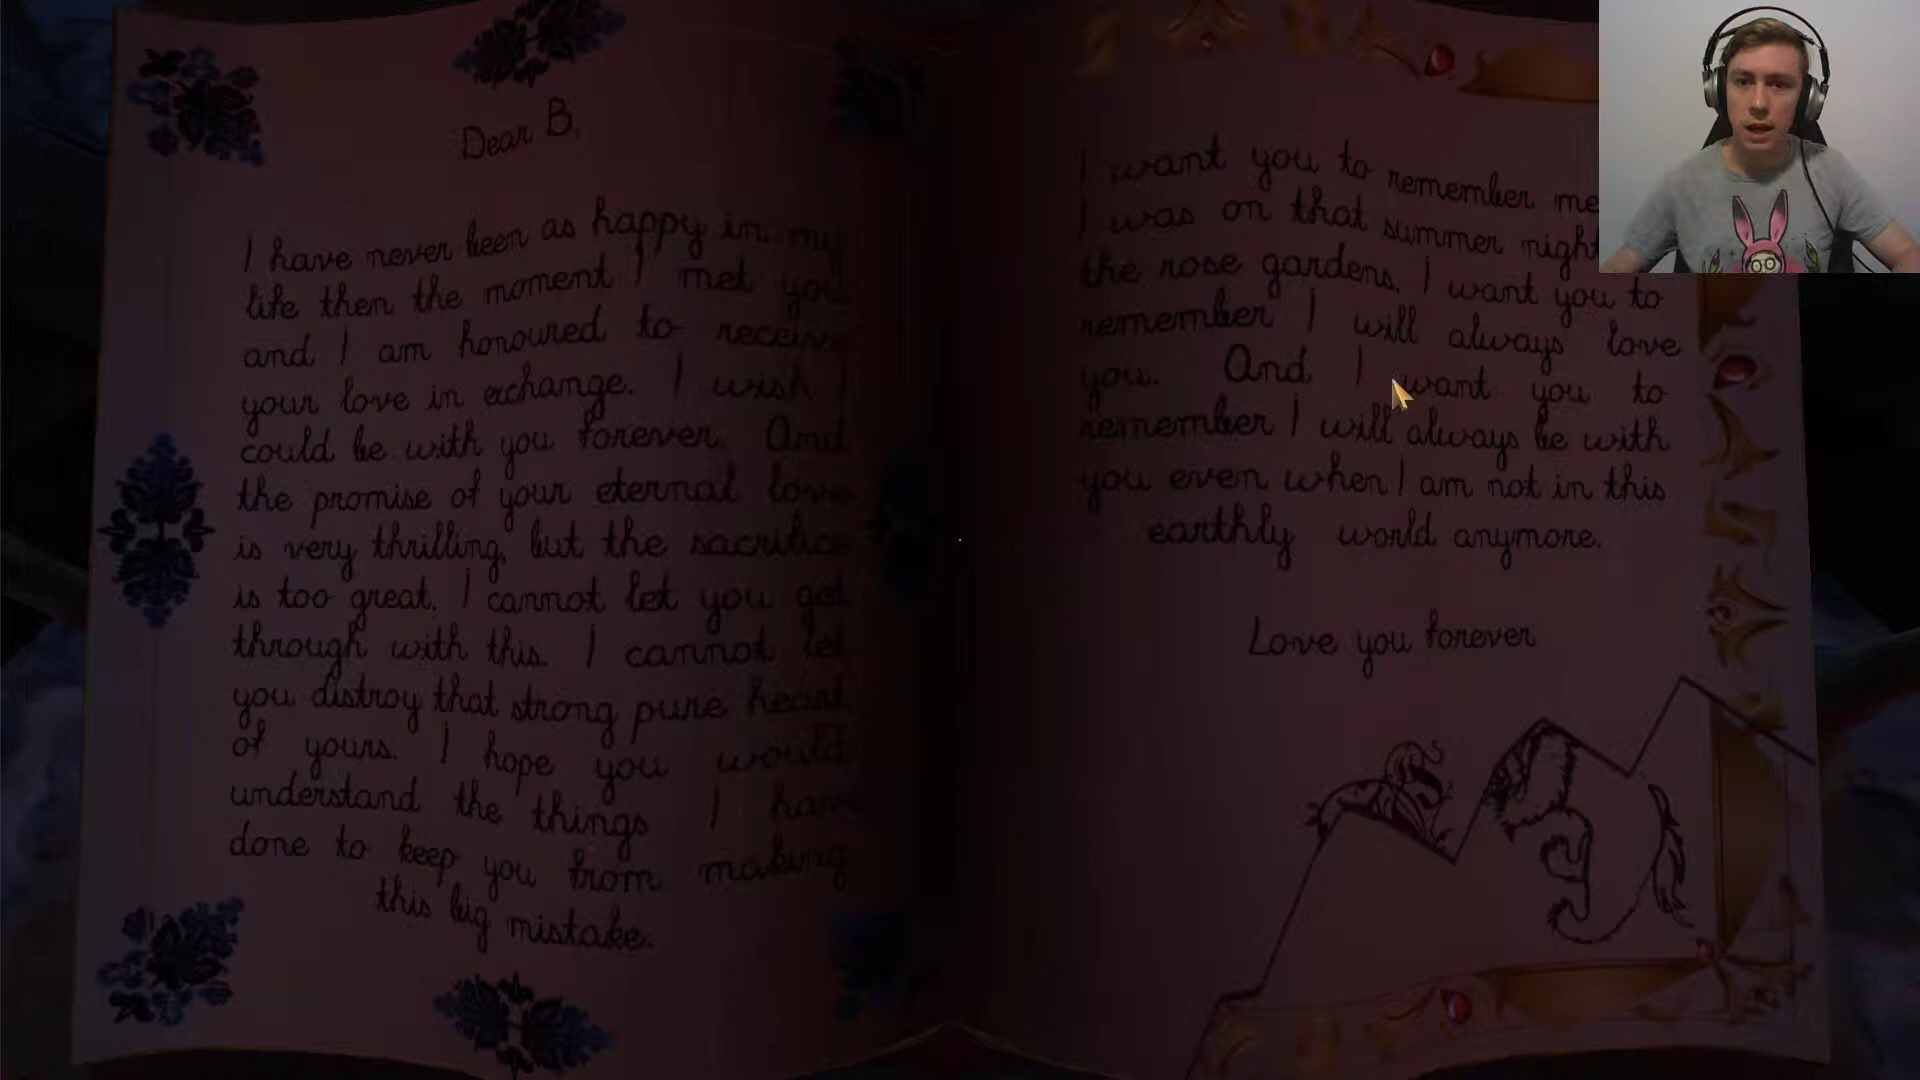 Dear B,
I have never been as happy in my
life then the moment I met you
and I am honoured to receive
your love in exchange. I wish I
could be with you forever. And
the promise of your eternal love
is very thrilling, but the sacrifice
is too great. I cannot let you get
through with this. I cannot let
you distroy that strong pure heart
of yours. I hope you would
understand the things I have
done to keep you from making
this big mistake.
I want you to remember me
I was on that summer night
the rose gardens. I want you to
remember I will always love
you. And I want you to
remember I will always be with
you even when I am not in this
earthly world anymore.
Love you forever